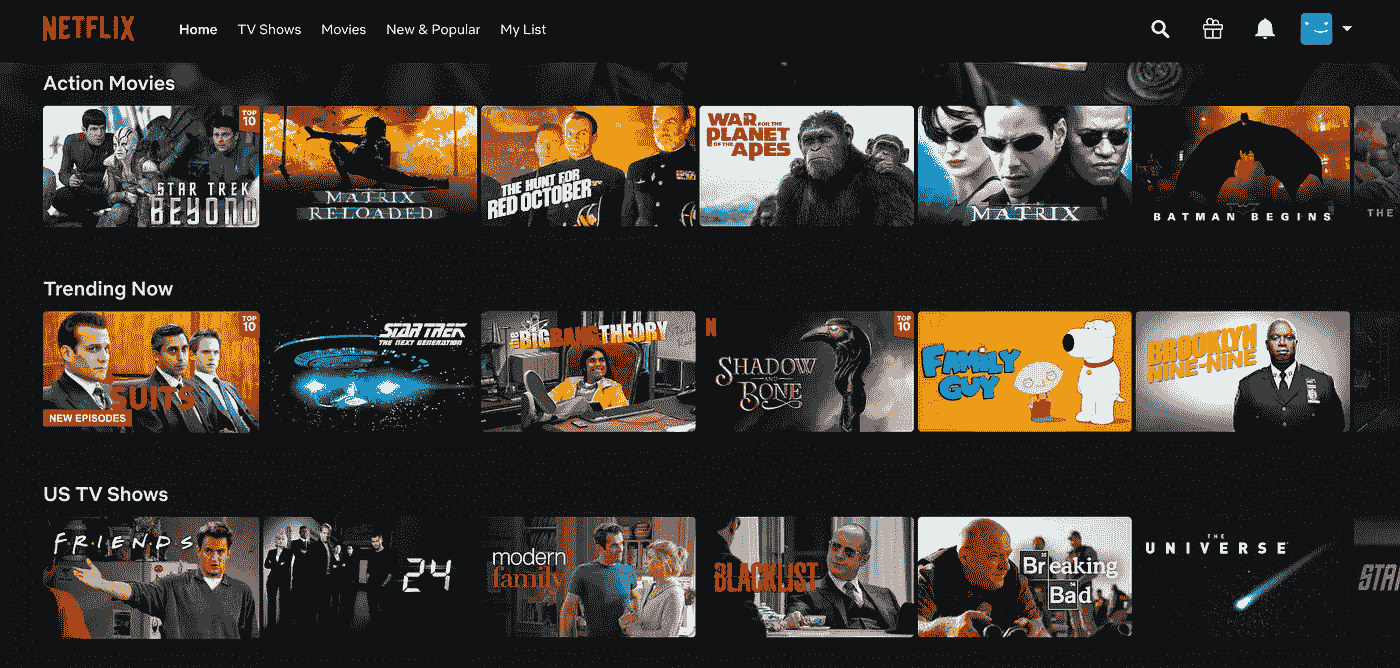 NETFLIX
Home TV Shows Movies New & Popular My List
Action Movies
TOP
10
STAR TREK
BEYOND
MATRIX
RELOADED
THE HUNT FOR
RED OCTOBER
WAR FOR THE
PLANET
OF THE
APES
MATRIX
BATMAN BEGINS
THE
Trending Now
TOP
10
SUITS
NEW EPISODES
STAR TREK
THE NEXT GENERATION
THE BIG BANG THEORY
N
TOP
10
SHADOW
AND
BONE
FAMILY
GUY
BROOKLYN
NINE-NINE
US TV Shows
FRIENDS
24
modern
family
BLACKLIST
Breaking
Bad
THE
UNIVERSE